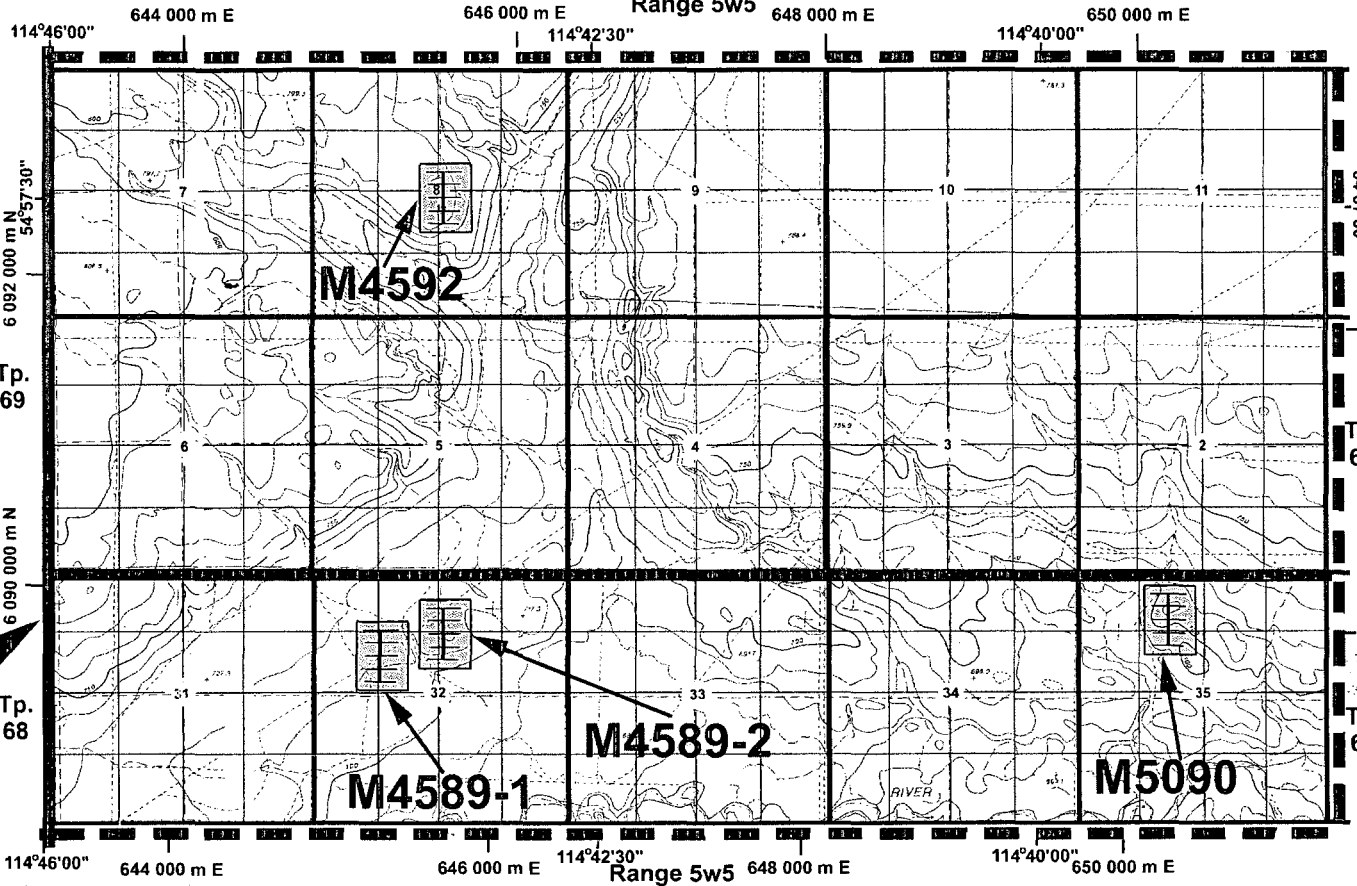 Range 5w5
644 000 m E
646 000 m E
648 000 m E
650 000 m E
114°46'00"
114°42'30"
114°40'00"
54°57'30"
6 092 000 m N
7
8
9
10
11
M4592
Tp.
69
6
5
4
3
2
6 090 000 m N
31
32
33
34
35
Tp.
68
M4589-2
M4589-1
M5090
RIVER
114°46'00"
644 000 m E
646 000 m E
114°42'30"
Range 5w5
648 000 m E
114°40'00"
650 000 m E